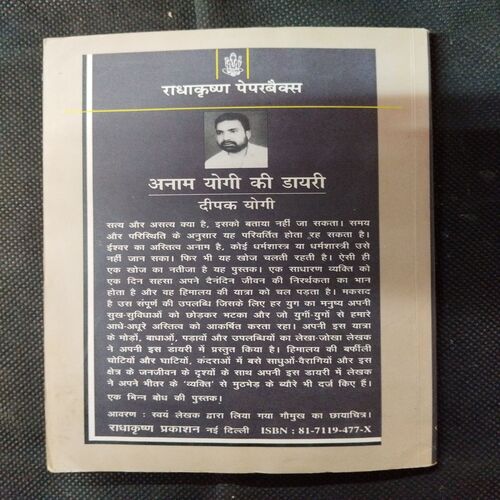 राधाकृष्ण पेपरबैक्स
अनाम योगी की डायरी
दीपक योगी
सत्य और असत्य क्या है, इसको बताया नहीं जा सकता। समय
और परिस्थिति के अनुसार यह परिवर्तित होता रह सकता है।
ईश्वर का अस्तित्व अनाम है, कोई धर्मशास्त्र या धर्मशास्त्री उसे
नहीं जान सका। फिर भी यह खोज चलती रहती है। ऐसी ही
एक खोज का नतीजा है यह पुस्तक। एक साधारण व्यक्ति को
एक दिन सहसा अपने दैनंदिन जीवन की निरर्थकता का भान
होता है और वह हिमालय की यात्रा को चल पड़ता है। मकसद
है उस संपूर्ण की उपलब्धि जिसके लिए हर युग का मनुष्य अपनी
सुख-सुविधाओं को छोड़कर भटका और जो युगों-युगों से हमारे
आधे-अधूरे अस्तित्व को आकर्षित करता रहा। अपनी इस यात्रा
के मोड़ों, बाधाओं, पड़ावों और उपलब्धियों का लेखा-जोखा लेखक
ने अपनी इस डायरी में प्रस्तुत किया है। हिमालय की बर्फीली
चोटियों और घाटियों, कंदराओं में बसे साधुओं-वैरागियों और इस
क्षेत्र के जनजीवन के दृश्यों के साथ अपनी इस डायरी में लेखक
ने अपने भीतर के 'व्यक्ति' से मुठभेड़ के ब्यौरे भी दर्ज किए हैं।
एक भिन्न बोध की पुस्तक!
आवरण : स्वयं लेखक द्वारा लिया गया गौमुख का छायाचित्र।
राधाकृष्ण प्रकाशन नई दिल्ली ISBN : 81-7119-477-X